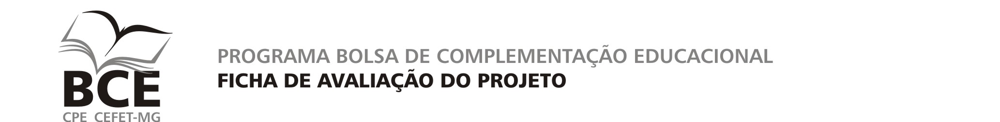 PROGRAMA BOLSA DE COMPLEMENTAÇÃO EDUCACIONAL
FICHA DE AVALIAÇÃO DO PROJETO
BCE
CPE CEFET-MG